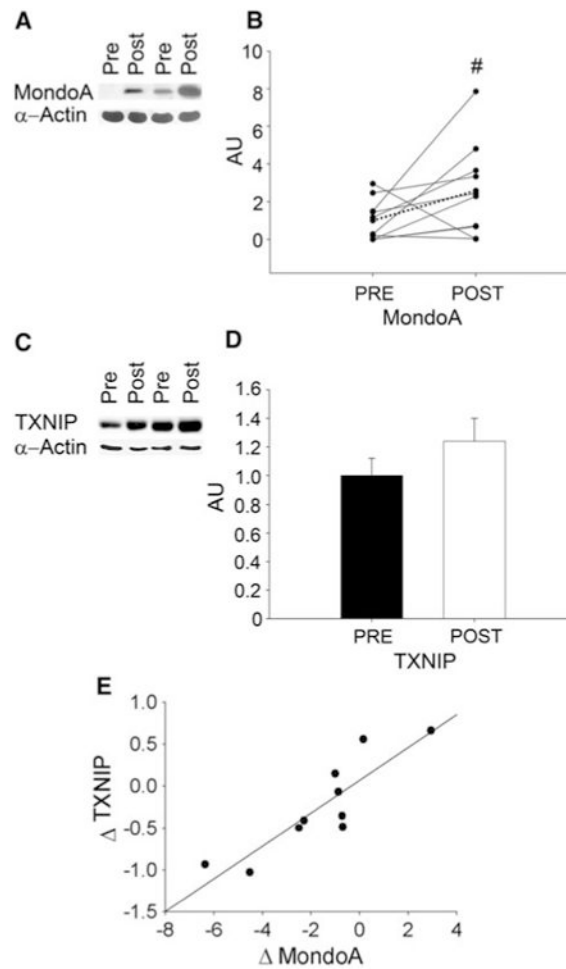 A
Pre
Post
Pre
Post
MondoA
α–Actin
B
10
8
6
4
2
0
AU
#
PRE
POST
MondoA
C
Pre
Post
Pre
Post
TXNIP
α–Actin
D
1.6
1.4
1.2
1.0
0.8
0.6
0.4
0.2
0
AU
PRE
POST
TXNIP
E
1.0
0.5
0.0
-0.5
-1.0
-1.5
Δ TXNIP
-8
-6
-4
-2
0
2
4
Δ MondoA